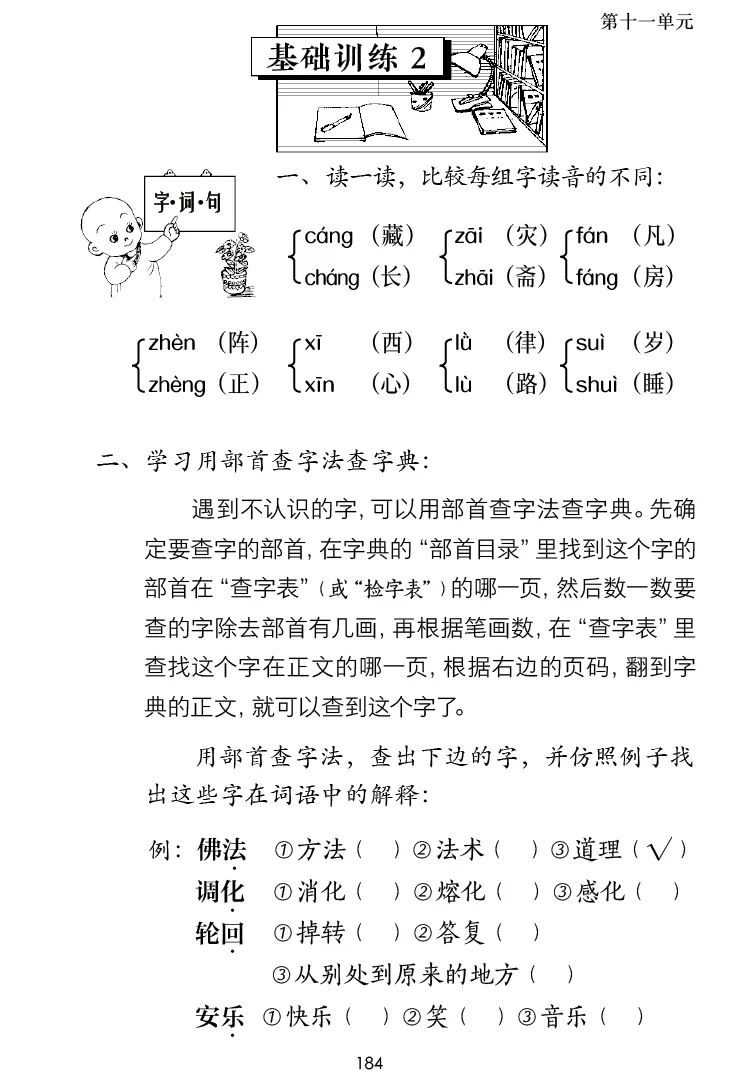 第十一单元
基础训练 2
字·词·句
一、读一读，比较每组字读音的不同：
cáng （藏） zāi （灾） fán （凡）
cháng（长） zhāi（斋） fáng（房）
zhèn （阵） xī （西） lǜ （律） suì （岁）
zhèng（正） xīn （心） lù （路） shuì（睡）
二、学习用部首查字法查字典：
遇到不认识的字，可以用部首查字法查字典。先确
定要查字的部首，在字典的“部首目录”里找到这个字的
部首在“查字表”（或“检字表”）的哪一页，然后数一数要
查的字除去部首有几画，再根据笔画数，在“查字表”里
查找这个字在正文的哪一页，根据右边的页码，翻到字
典的正文，就可以查到这个字了。
用部首查字法，查出下边的字，并仿照例子找
出这些字在词语中的解释：
例：佛法 ①方法（ ）②法术（ ）③道理（√）
调化 ①消化（ ）②熔化（ ）③感化（ ）
轮回 ①掉转（ ）②答复（ ）
③从别处到原来的地方（ ）
安乐 ①快乐（ ）②笑（ ）③音乐（ ）
184